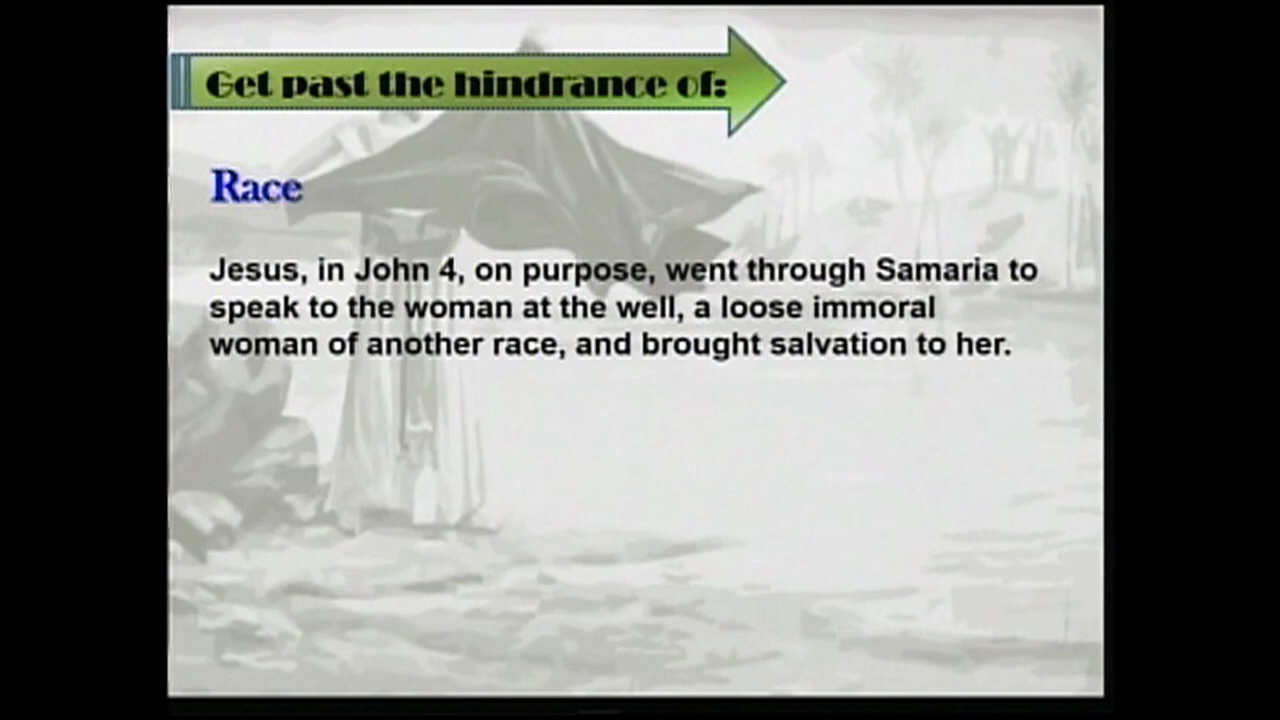 Get past the hindrance of:
Race
Jesus, in John 4, on purpose, went through Samaria to
speak to the woman at the well, a loose immoral
woman of another race, and brought salvation to her.